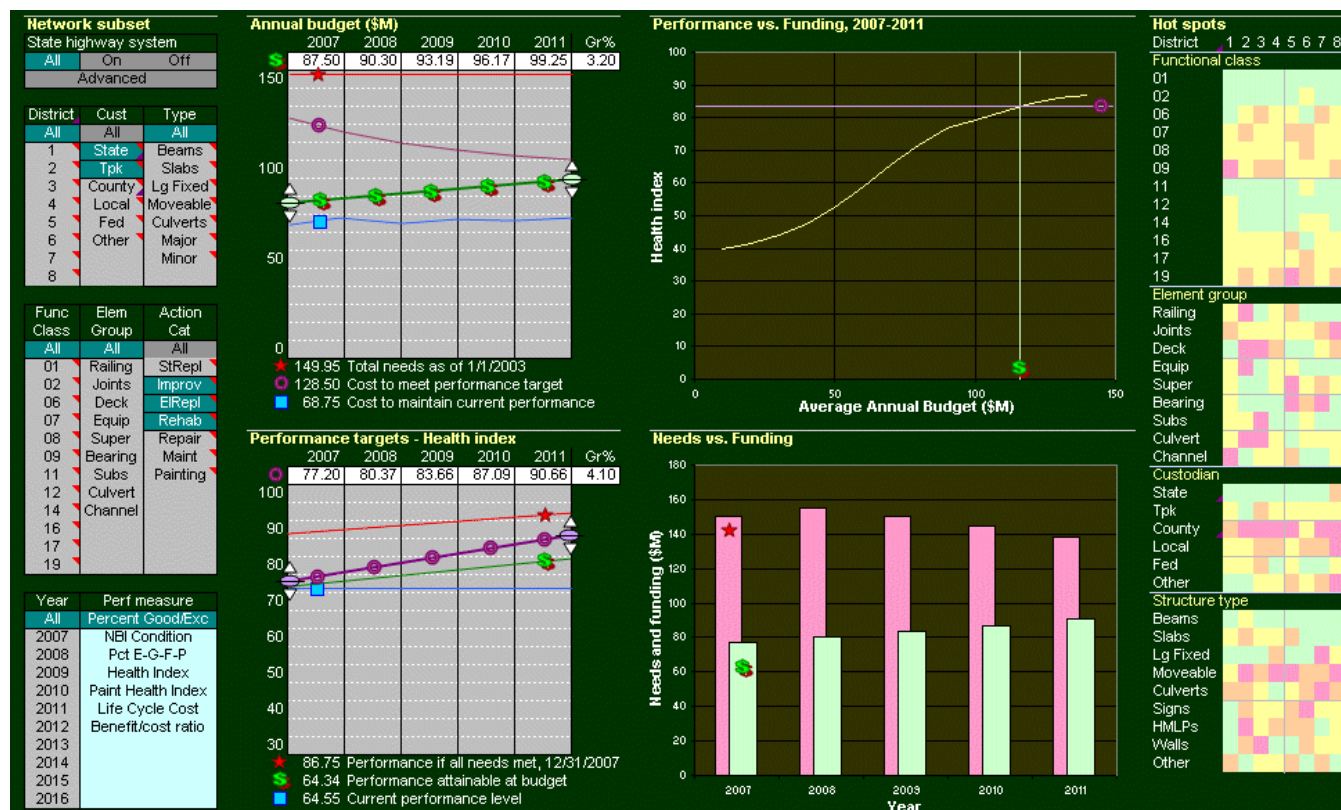 Network subset
State highway system
All On Off
Advanced
District Cust Type
All All All
1 State Beams
2 Tpk Slabs
3 County Lg Fixed
4 Local Moveable
5 Fed Culverts
6 Other Major
7 Minor
8
Func Elem Action
Class Group Cat
All All All
01 Railing StRepl
02 Joints Improv
06 Deck ElRepl
07 Equip Rehab
08 Super Repair
09 Bearing Maint
11 Subs Painting
12 Culvert
14 Channel
16
17
19
Year Perf measure
All Percent Good/Exc
2007 NBI Condition
2008 Pct E-G-F-P
2009 Health Index
2010 Paint Health Index
2011 Life Cycle Cost
2012 Benefit/cost ratio
2013
2014
2015
2016
Annual budget ($M)
2007 2008 2009 2010 2011 Gr%
$ 87.50 90.30 93.19 96.17 99.25 3.20
150
100
50
0
149.95 Total needs as of 1/1/2003
128.50 Cost to meet performance target
68.75 Cost to maintain current performance
Performance targets - Health index
2007 2008 2009 2010 2011 Gr%
77.20 80.37 83.66 87.09 90.66 4.10
100
90
80
70
60
50
40
30
86.75 Performance if all needs met, 12/31/2007
$ 64.34 Performance attainable at budget
64.55 Current performance level
Performance vs. Funding, 2007-2011
Health index
100
90
80
70
60
50
40
30
20
10
0
0 50 100 150
Average Annual Budget ($M)
Needs vs. Funding
Needs and funding ($M)
180
160
140
120
100
80
60
40
20
0
2007 2008 2009 2010 2011
Year
Hot spots
District 1 2 3 4 5 6 7 8
Functional class
01
02
06
07
08
09
11
12
14
16
17
19
Element group
Railing
Joints
Deck
Equip
Super
Bearing
Subs
Culvert
Channel
Custodian
State
Tpk
County
Local
Fed
Other
Structure type
Beams
Slabs
Lg Fixed
Moveable
Culverts
Signs
HMLPs
Walls
Other